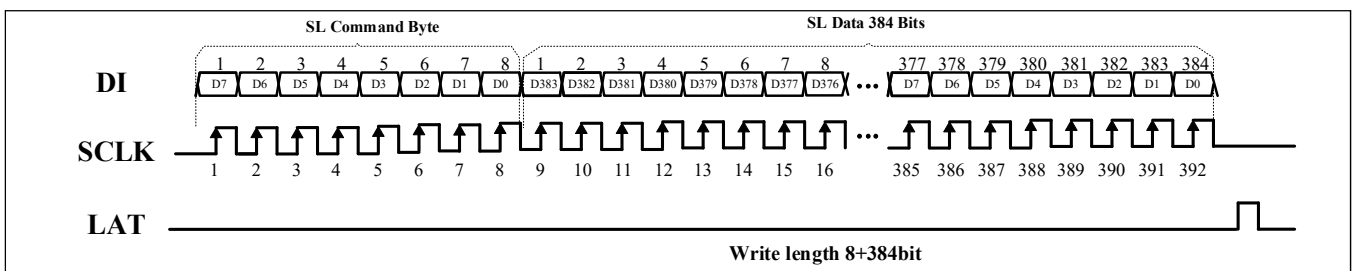 SL Command Byte SL Data 384 Bits
1 2 3 4 5 6 7 8 1 2 3 4 5 6 7 8 377 378 379 380 381 382 383 384
DI D7 D6 D5 D4 D3 D2 D1 D0 D383 D382 D381 D380 D379 D378 D377 D376 ••• D7 D6 D5 D4 D3 D2 D1 D0
SCLK •••
1 2 3 4 5 6 7 8 9 10 11 12 13 14 15 16 385 386 387 388 389 390 391 392
LAT
Write length 8+384bit